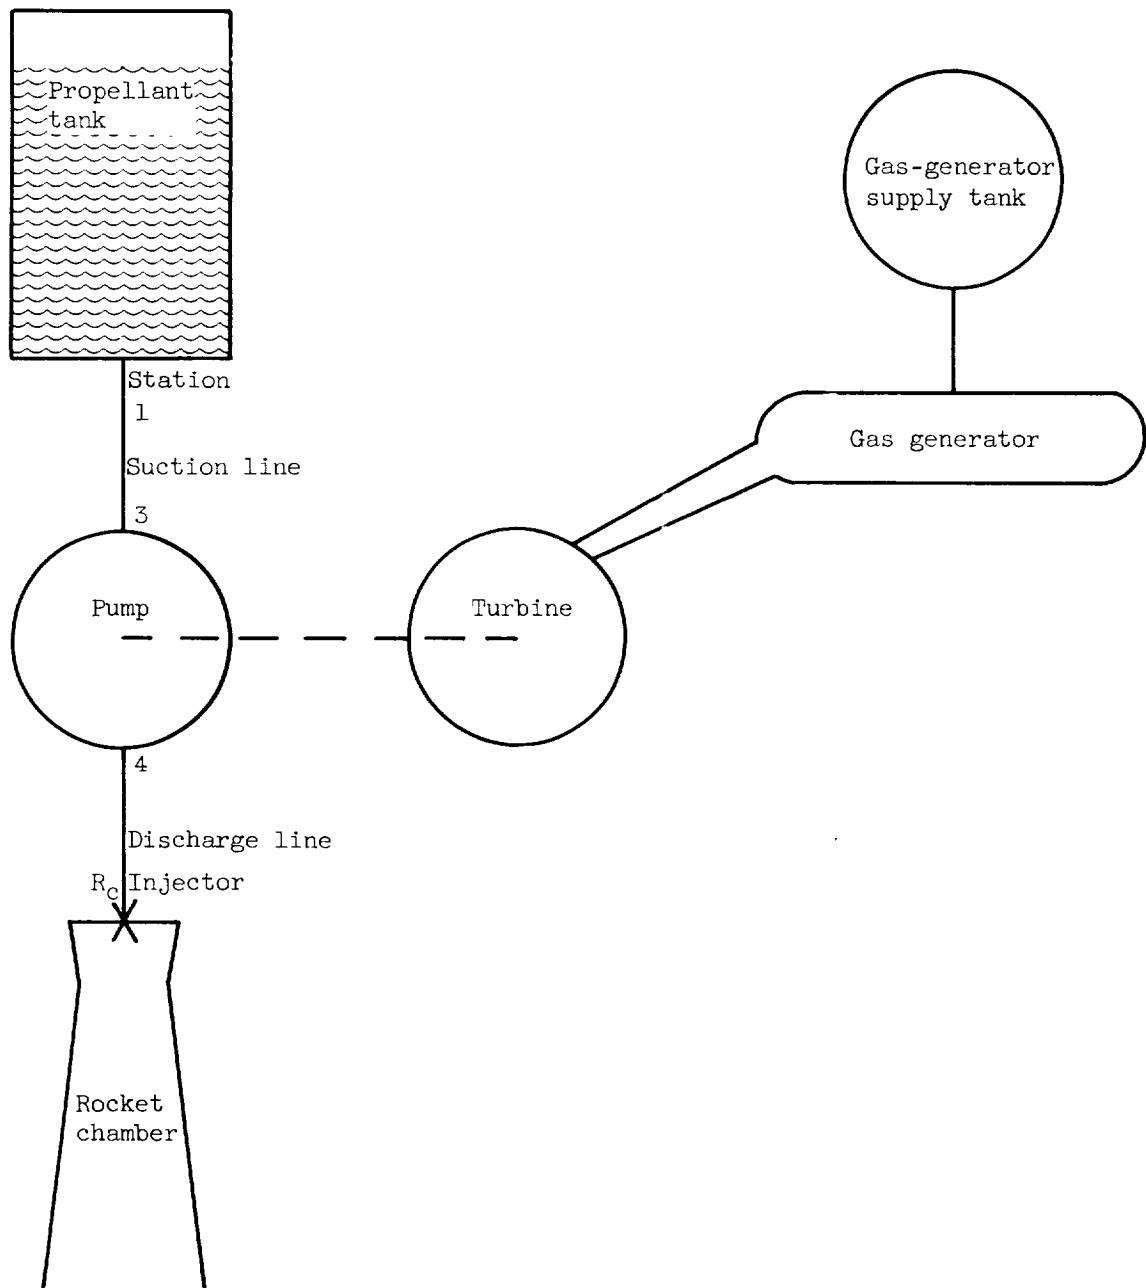 Propellant
tank
Gas-generator
supply tank
Station
1
Gas generator
Suction line
3
Pump
Turbine
4
Discharge line
R_c Injector
Rocket
chamber